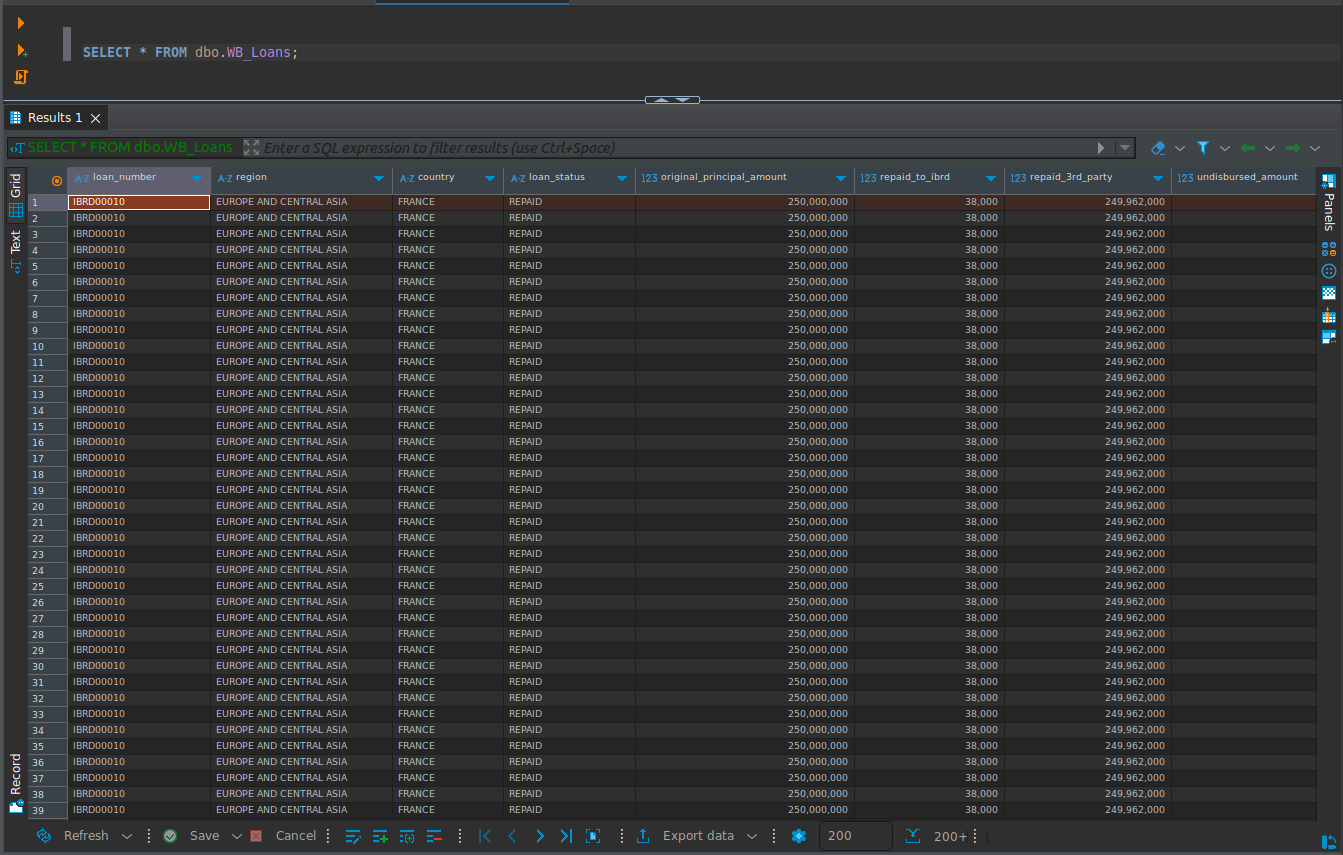 SELECT * FROM dbo.WB_Loans;
Results 1
SELECT * FROM dbo.WB_Loans Enter a SQL expression to filter results (use Ctrl+Space)
Grid
Text
Record
Panels
A-Z loan_number A-Z region A-Z country A-Z loan_status 123 original_principal_amount 123 repaid_to_ibrd 123 repaid_3rd_party 123 undisbursed_amount
1 IBRD00010 EUROPE AND CENTRAL ASIA FRANCE REPAID 250,000,000 38,000 249,962,000
2 IBRD00010 EUROPE AND CENTRAL ASIA FRANCE REPAID 250,000,000 38,000 249,962,000
3 IBRD00010 EUROPE AND CENTRAL ASIA FRANCE REPAID 250,000,000 38,000 249,962,000
4 IBRD00010 EUROPE AND CENTRAL ASIA FRANCE REPAID 250,000,000 38,000 249,962,000
5 IBRD00010 EUROPE AND CENTRAL ASIA FRANCE REPAID 250,000,000 38,000 249,962,000
6 IBRD00010 EUROPE AND CENTRAL ASIA FRANCE REPAID 250,000,000 38,000 249,962,000
7 IBRD00010 EUROPE AND CENTRAL ASIA FRANCE REPAID 250,000,000 38,000 249,962,000
8 IBRD00010 EUROPE AND CENTRAL ASIA FRANCE REPAID 250,000,000 38,000 249,962,000
9 IBRD00010 EUROPE AND CENTRAL ASIA FRANCE REPAID 250,000,000 38,000 249,962,000
10 IBRD00010 EUROPE AND CENTRAL ASIA FRANCE REPAID 250,000,000 38,000 249,962,000
11 IBRD00010 EUROPE AND CENTRAL ASIA FRANCE REPAID 250,000,000 38,000 249,962,000
12 IBRD00010 EUROPE AND CENTRAL ASIA FRANCE REPAID 250,000,000 38,000 249,962,000
13 IBRD00010 EUROPE AND CENTRAL ASIA FRANCE REPAID 250,000,000 38,000 249,962,000
14 IBRD00010 EUROPE AND CENTRAL ASIA FRANCE REPAID 250,000,000 38,000 249,962,000
15 IBRD00010 EUROPE AND CENTRAL ASIA FRANCE REPAID 250,000,000 38,000 249,962,000
16 IBRD00010 EUROPE AND CENTRAL ASIA FRANCE REPAID 250,000,000 38,000 249,962,000
17 IBRD00010 EUROPE AND CENTRAL ASIA FRANCE REPAID 250,000,000 38,000 249,962,000
18 IBRD00010 EUROPE AND CENTRAL ASIA FRANCE REPAID 250,000,000 38,000 249,962,000
19 IBRD00010 EUROPE AND CENTRAL ASIA FRANCE REPAID 250,000,000 38,000 249,962,000
20 IBRD00010 EUROPE AND CENTRAL ASIA FRANCE REPAID 250,000,000 38,000 249,962,000
21 IBRD00010 EUROPE AND CENTRAL ASIA FRANCE REPAID 250,000,000 38,000 249,962,000
22 IBRD00010 EUROPE AND CENTRAL ASIA FRANCE REPAID 250,000,000 38,000 249,962,000
23 IBRD00010 EUROPE AND CENTRAL ASIA FRANCE REPAID 250,000,000 38,000 249,962,000
24 IBRD00010 EUROPE AND CENTRAL ASIA FRANCE REPAID 250,000,000 38,000 249,962,000
25 IBRD00010 EUROPE AND CENTRAL ASIA FRANCE REPAID 250,000,000 38,000 249,962,000
26 IBRD00010 EUROPE AND CENTRAL ASIA FRANCE REPAID 250,000,000 38,000 249,962,000
27 IBRD00010 EUROPE AND CENTRAL ASIA FRANCE REPAID 250,000,000 38,000 249,962,000
28 IBRD00010 EUROPE AND CENTRAL ASIA FRANCE REPAID 250,000,000 38,000 249,962,000
29 IBRD00010 EUROPE AND CENTRAL ASIA FRANCE REPAID 250,000,000 38,000 249,962,000
30 IBRD00010 EUROPE AND CENTRAL ASIA FRANCE REPAID 250,000,000 38,000 249,962,000
31 IBRD00010 EUROPE AND CENTRAL ASIA FRANCE REPAID 250,000,000 38,000 249,962,000
32 IBRD00010 EUROPE AND CENTRAL ASIA FRANCE REPAID 250,000,000 38,000 249,962,000
33 IBRD00010 EUROPE AND CENTRAL ASIA FRANCE REPAID 250,000,000 38,000 249,962,000
34 IBRD00010 EUROPE AND CENTRAL ASIA FRANCE REPAID 250,000,000 38,000 249,962,000
35 IBRD00010 EUROPE AND CENTRAL ASIA FRANCE REPAID 250,000,000 38,000 249,962,000
36 IBRD00010 EUROPE AND CENTRAL ASIA FRANCE REPAID 250,000,000 38,000 249,962,000
37 IBRD00010 EUROPE AND CENTRAL ASIA FRANCE REPAID 250,000,000 38,000 249,962,000
38 IBRD00010 EUROPE AND CENTRAL ASIA FRANCE REPAID 250,000,000 38,000 249,962,000
39 IBRD00010 EUROPE AND CENTRAL ASIA FRANCE REPAID 250,000,000 38,000 249,962,000
Refresh Save Cancel Export data 200 200+